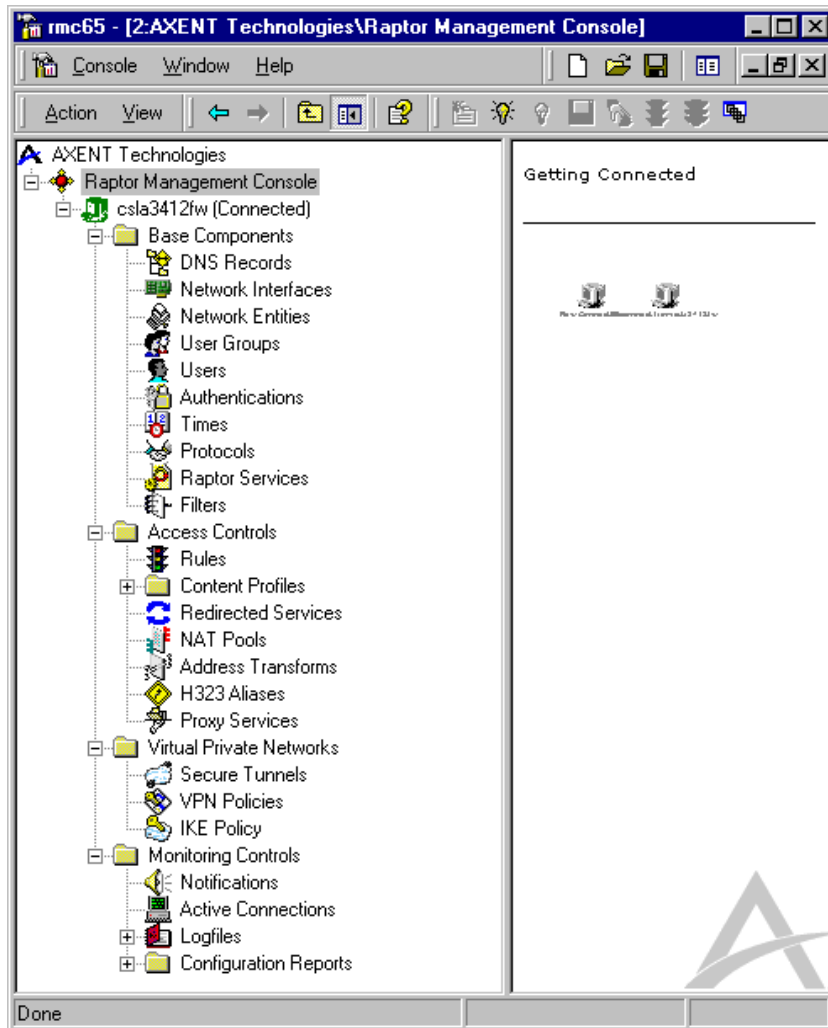 rmc65 - [2:AXENT Technologies\Raptor Management Console]
Console Window Help
Action View
AXENT Technologies
Raptor Management Console
csla3412fw (Connected)
Base Components
DNS Records
Network Interfaces
Network Entities
User Groups
Users
Authentications
Times
Protocols
Raptor Services
Filters
Access Controls
Rules
Content Profiles
Redirected Services
NAT Pools
Address Transforms
H323 Aliases
Proxy Services
Virtual Private Networks
Secure Tunnels
VPN Policies
IKE Policy
Monitoring Controls
Notifications
Active Connections
Logfiles
Configuration Reports
Getting Connected
Done